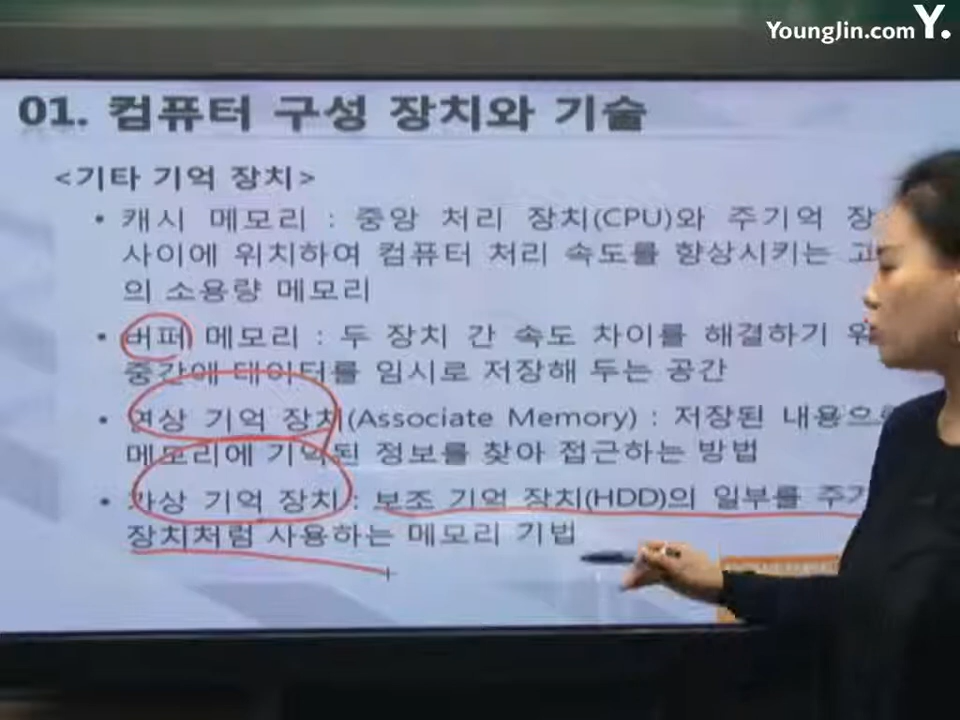 YoungJin.com Y.
01. 컴퓨터 구성 장치와 기술
<기타 기억 장치>
• 캐시 메모리 : 중앙 처리 장치(CPU)와 주기억 장
사이에 위치하여 컴퓨터 처리 속도를 향상시키는 고
의 소용량 메모리
• 버퍼 메모리 : 두 장치 간 속도 차이를 해결하기 위
중간에 데이터를 임시로 저장해 두는 공간
• 연상 기억 장치(Associate Memory) : 저장된 내용으
메모리에 기억된 정보를 찾아 접근하는 방법
• 가상 기억 장치 : 보조 기억 장치(HDD)의 일부를 주기
장치처럼 사용하는 메모리 기법